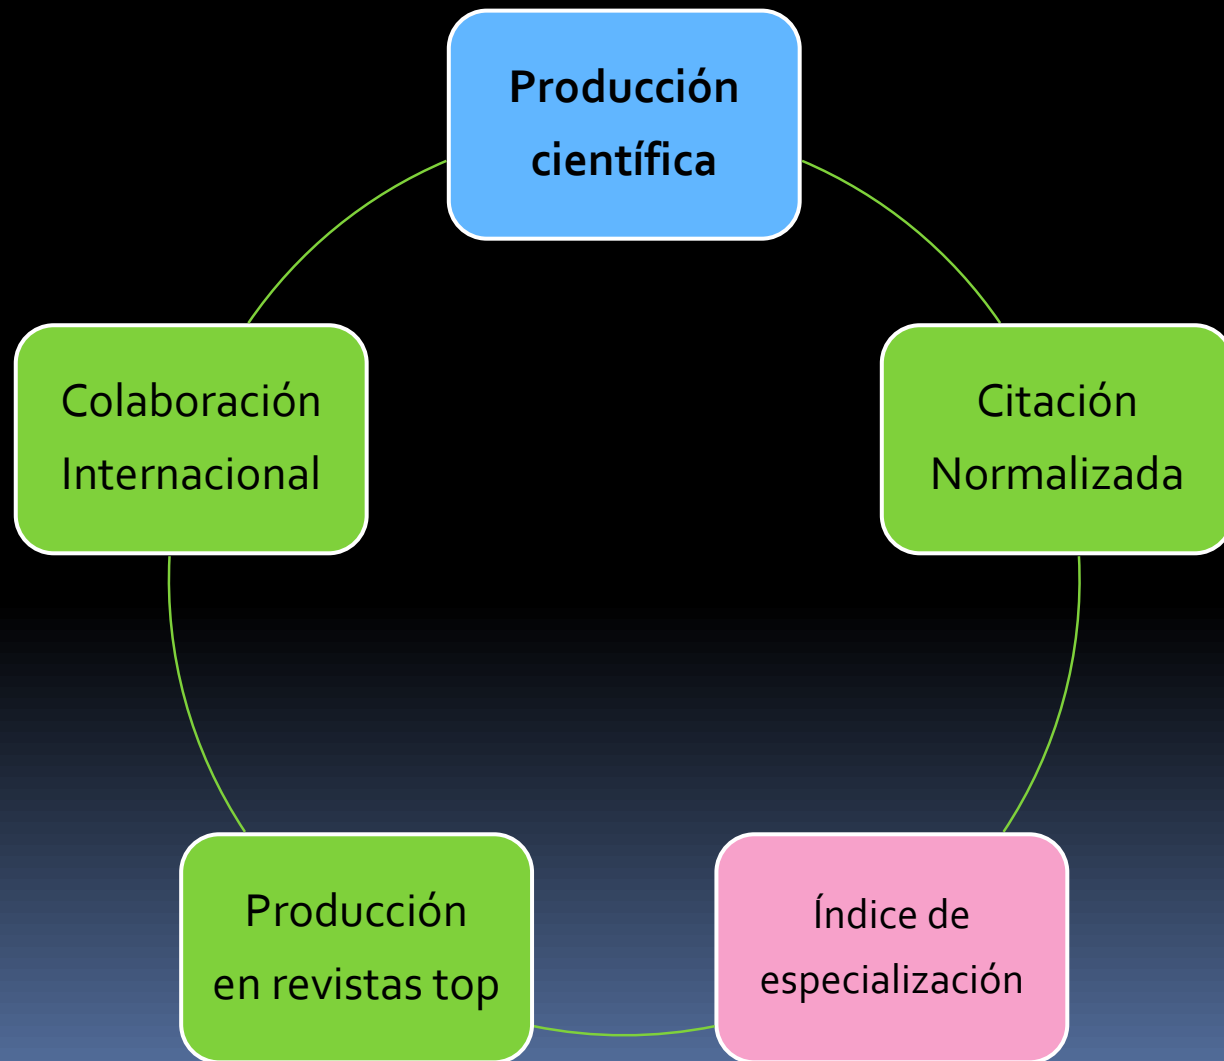 Producción
científica
Colaboración
Internacional
Citación
Normalizada
Producción
en revistas top
Índice de
especialización